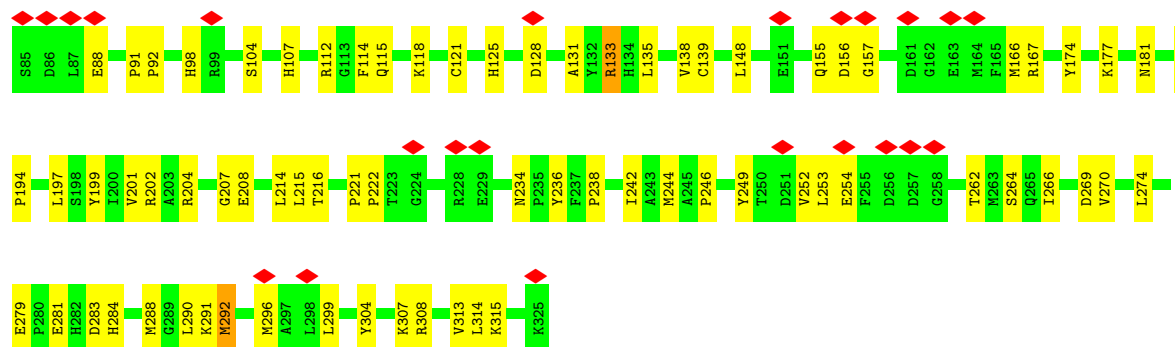 S85 D86 L87 E88 P91 P92 H98 R99 S104 H107 R112 G113 F114 Q115 K118 C121 H125 D128 A131 Y132 R133 H134 L135 V138 C139 L148 E151 Q155 D156 G157 D161 G162 E163 M164 F165 M166 R167 Y174 K177 N181
P194 L197 S198 Y199 I200 V201 R202 A203 R204 G207 E208 L214 L215 T216 P221 P222 T223 G224 R228 E229 N234 P235 Y236 F237 P238 I242 A243 M244 A245 P246 Y249 T250 D251 V252 L253 E254 F255 D256 D257 G258 T262 M263 S264 Q265 I266 D269 V270 L274
E279 P280 E281 H282 D283 H284 M288 G289 L290 K291 M292 M296 A297 L298 L299 Y304 K307 R308 V313 L314 K315 K325